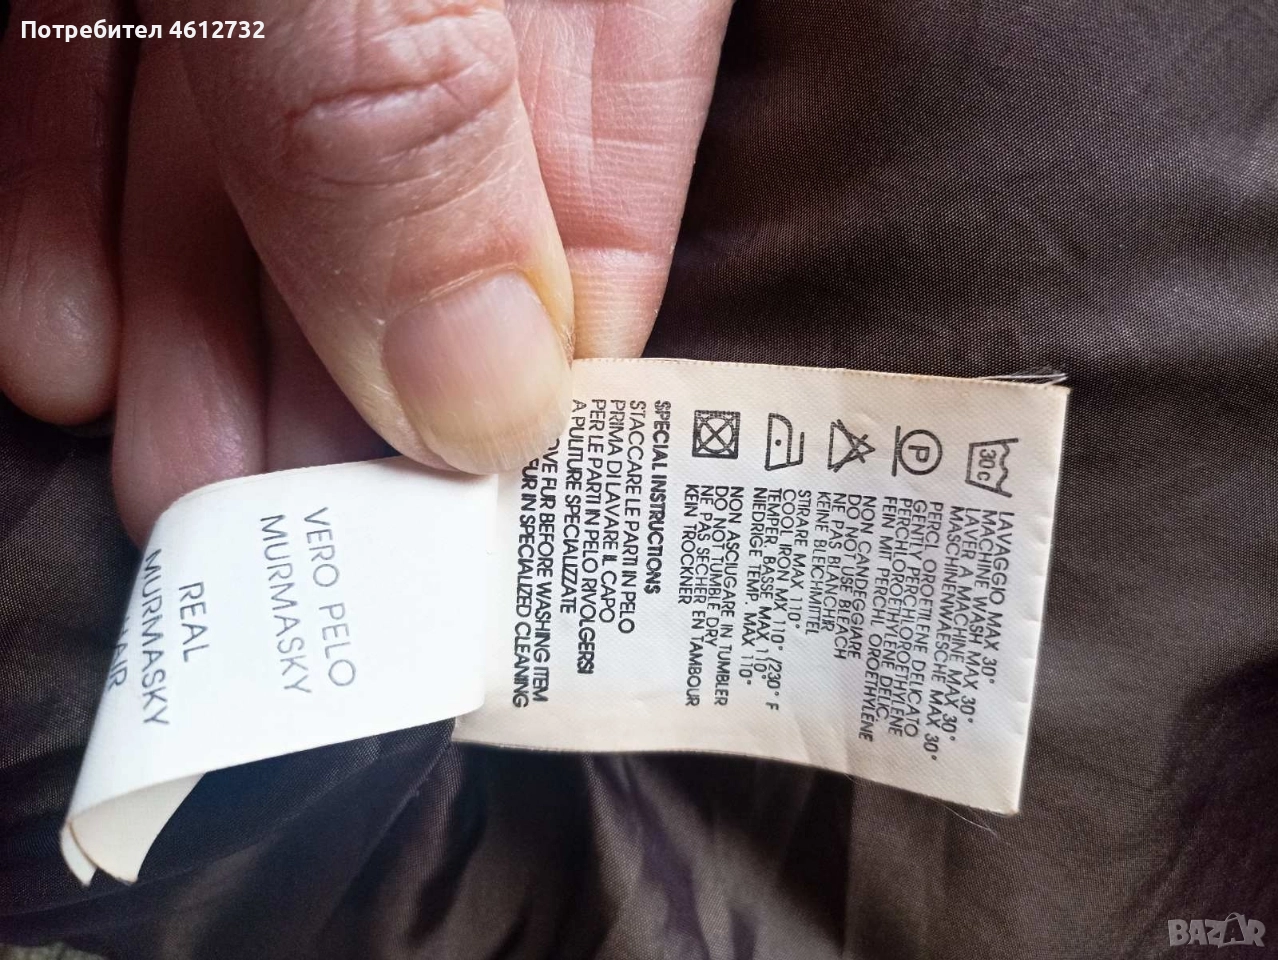 Потребител 4612732
30 C
LAVAGGIO MAX 30°
MACHINE WASH MAX 30°
LAVER A MACHINE MAX 30°
MASCHINENWAESCHE MAX 30°
P
PERCL OROETILENE DELICATO
GENTLY PERCHLOROETHYLENE
PERCHLOROETHYLENE DELIC
FEIN MIT PERCHL OROETHYLENE
NON CANDEGGIARE
DO NOT USE BLEACH
NE PAS BLANCHIR
KEINE BLEICHMITTEL
STIRARE MAX 110°
COOL IRON MX 110° /230° F
TEMPER, BASSE MAX 110°
NIEDRIGE TEMP. MAX 110°
NON ASCIUGARE IN TUMBLER
DO NOT TUMBLE DRY
NE PAS SECHER EN TAMBOUR
KEIN TROCKNER
SPECIAL INSTRUCTIONS
STACCARE LE PARTI IN PELO
PRIMA DI LAVARE IL CAPO
PER LE PARTI IN PELO RIVOLGERSI
A PULITURE SPECIALIZZATE
OVE FUR BEFORE WASHING ITEM
FUR IN SPECIALIZED CLEANING
VERO PELO
MURMASKY
REAL
MURMASKY
HAIR
BAZAR